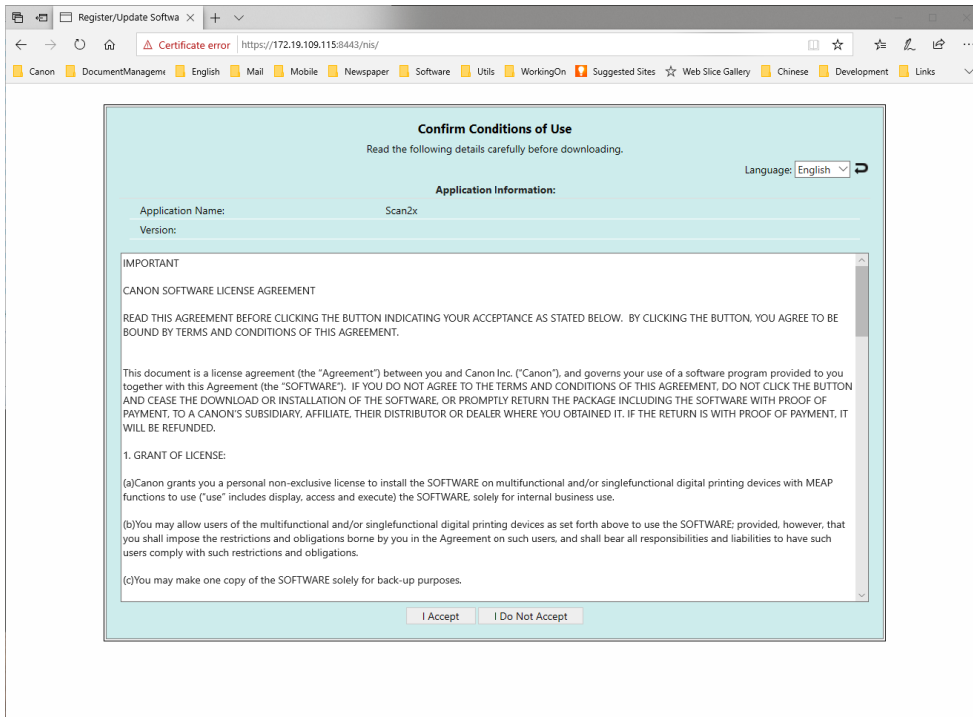 Register/Update Softwa
Certificate error
https://172.19.109.115:8443/nis/
Canon DocumentManageme English Mail Mobile Newspaper Software Utils WorkingOn Suggested Sites Web Slice Gallery Chinese Development Links
Confirm Conditions of Use
Read the following details carefully before downloading.
Language: English
Application Information:
Application Name: Scan2x
Version:
IMPORTANT
CANON SOFTWARE LICENSE AGREEMENT
READ THIS AGREEMENT BEFORE CLICKING THE BUTTON INDICATING YOUR ACCEPTANCE AS STATED BELOW.  BY CLICKING THE BUTTON, YOU AGREE TO BE
BOUND BY TERMS AND CONDITIONS OF THIS AGREEMENT.
This document is a license agreement (the “Agreement”) between you and Canon Inc. (“Canon”), and governs your use of a software program provided to you
together with this Agreement (the “SOFTWARE”).  IF YOU DO NOT AGREE TO THE TERMS AND CONDITIONS OF THIS AGREEMENT, DO NOT CLICK THE BUTTON
AND CEASE THE DOWNLOAD OR INSTALLATION OF THE SOFTWARE, OR PROMPTLY RETURN THE PACKAGE INCLUDING THE SOFTWARE WITH PROOF OF
PAYMENT, TO A CANON’S SUBSIDIARY, AFFILIATE, THEIR DISTRIBUTOR OR DEALER WHERE YOU OBTAINED IT. IF THE RETURN IS WITH PROOF OF PAYMENT, IT
WILL BE REFUNDED.
1. GRANT OF LICENSE:
(a)Canon grants you a personal non-exclusive license to install the SOFTWARE on multifunctional and/or singlefunctional digital printing devices with MEAP
functions to use ("use" includes display, access and execute) the SOFTWARE, solely for internal business use.
(b)You may allow users of the multifunctional and/or singlefunctional digital printing devices as set forth above to use the SOFTWARE; provided, however, that
you shall impose the restrictions and obligations borne by you in the Agreement on such users, and shall bear all responsibilities and liabilities to have such
users comply with such restrictions and obligations.
(c)You may make one copy of the SOFTWARE solely for back-up purposes.
I Accept
I Do Not Accept